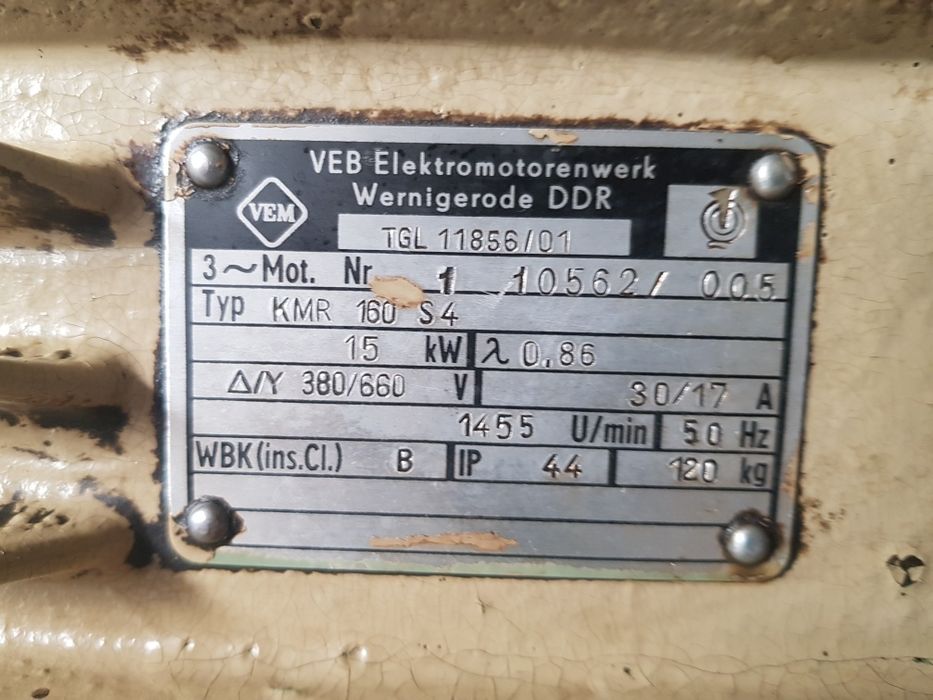 VEB Elektromotorenwerk
Wernigerode DDR
VEM
TGL 11856/01
3~Mot. Nr 1 10562/ 005
Typ KMR 160 S4
15 kW λ 0,86
Δ/Y 380/660 V 30/17 A
1455 U/min 50 Hz
WBK(ins.Cl.) B IP 44 120 kg